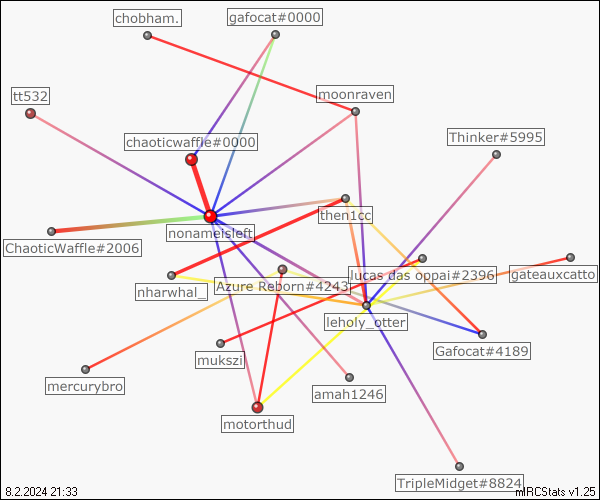 chobham.
gafocat#0000
tt532
moonraven
chaoticwaffle#0000
Thinker#5995
then1cc
nonameisleft
ChaoticWaffle#2006
lucas das oppai#2396
gateauxcatto
nharwhal_
Azure Reborn#4243
leholy_otter
Gafocat#4189
mukszi
mercurybro
amah1246
motorthud
TripleMidget#8824
8.2.2024 21:33
mIRCStats v1.25